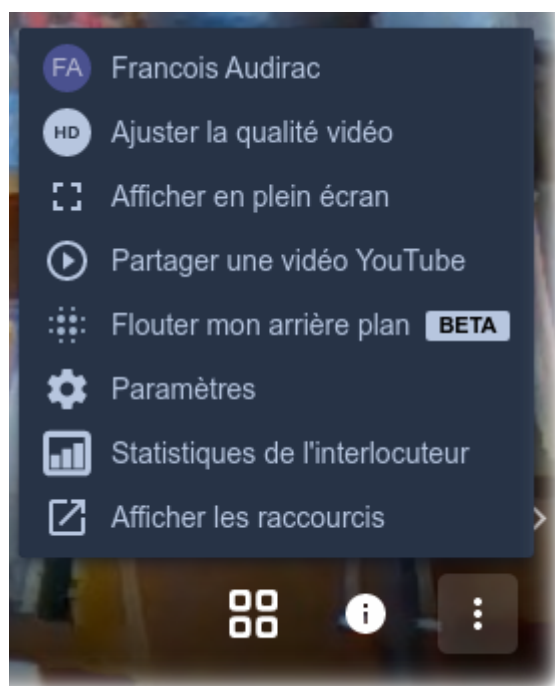 FA Francois Audirac
HD Ajuster la qualité vidéo
Afficher en plein écran
Partager une vidéo YouTube
Flouter mon arrière plan BETA
Paramètres
Statistiques de l'interlocuteur
Afficher les raccourcis